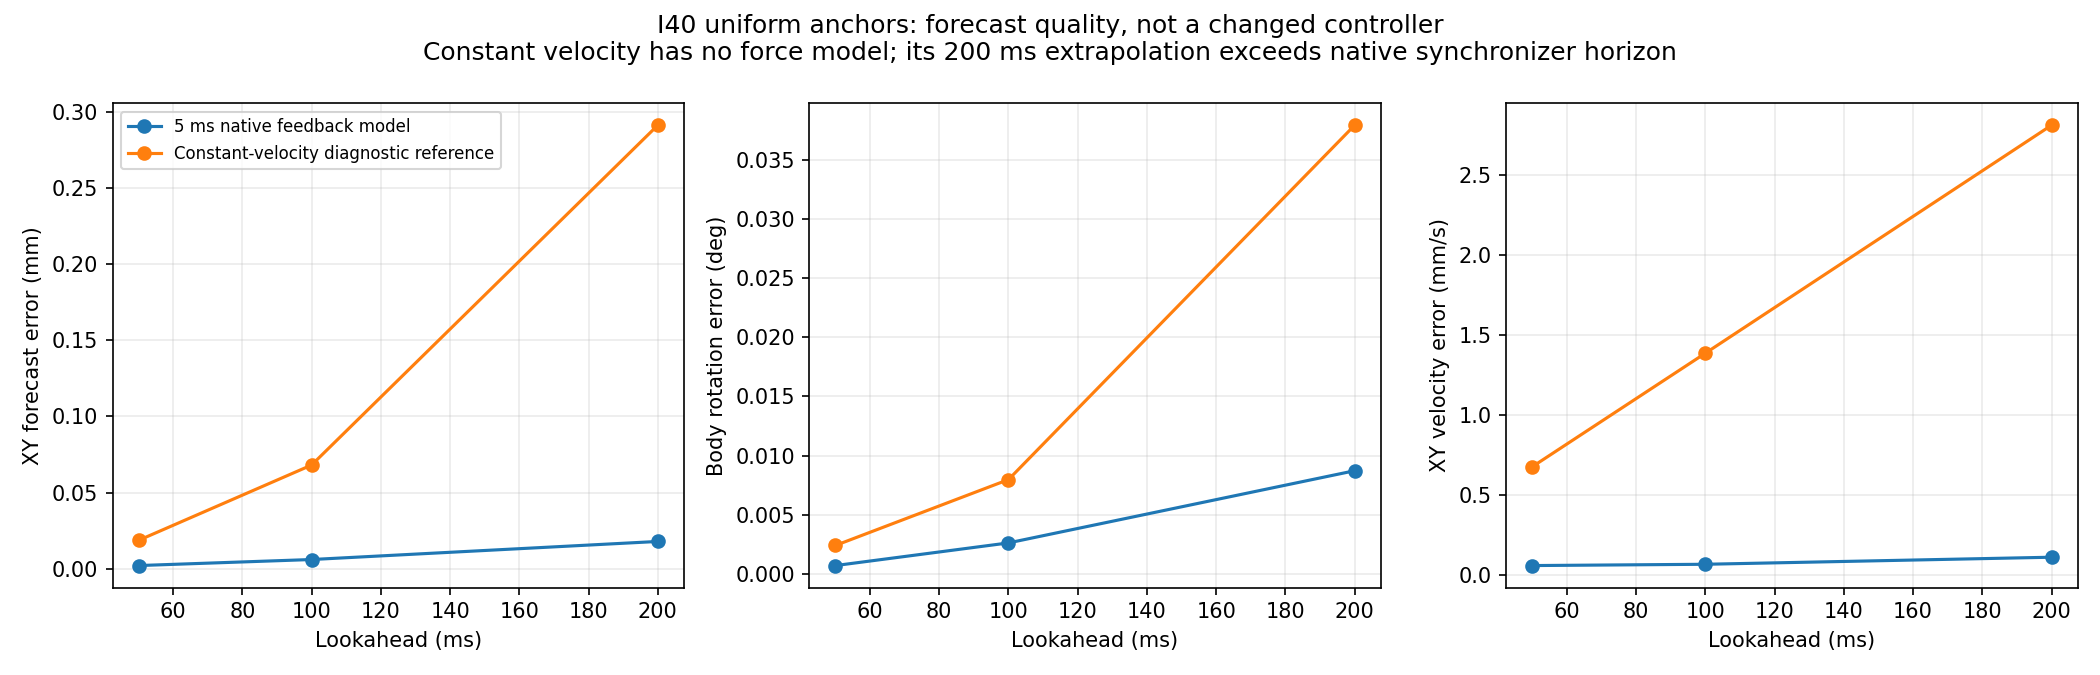 I40 uniform anchors: forecast quality, not a changed controller
Constant velocity has no force model; its 200 ms extrapolation exceeds native synchronizer horizon
XY forecast error (mm)
0.30
0.25
0.20
0.15
0.10
0.05
0.00
5 ms native feedback model
Constant-velocity diagnostic reference
60 80 100 120 140 160 180 200
Lookahead (ms)
Body rotation error (deg)
0.035
0.030
0.025
0.020
0.015
0.010
0.005
0.000
60 80 100 120 140 160 180 200
Lookahead (ms)
XY velocity error (mm/s)
2.5
2.0
1.5
1.0
0.5
0.0
60 80 100 120 140 160 180 200
Lookahead (ms)